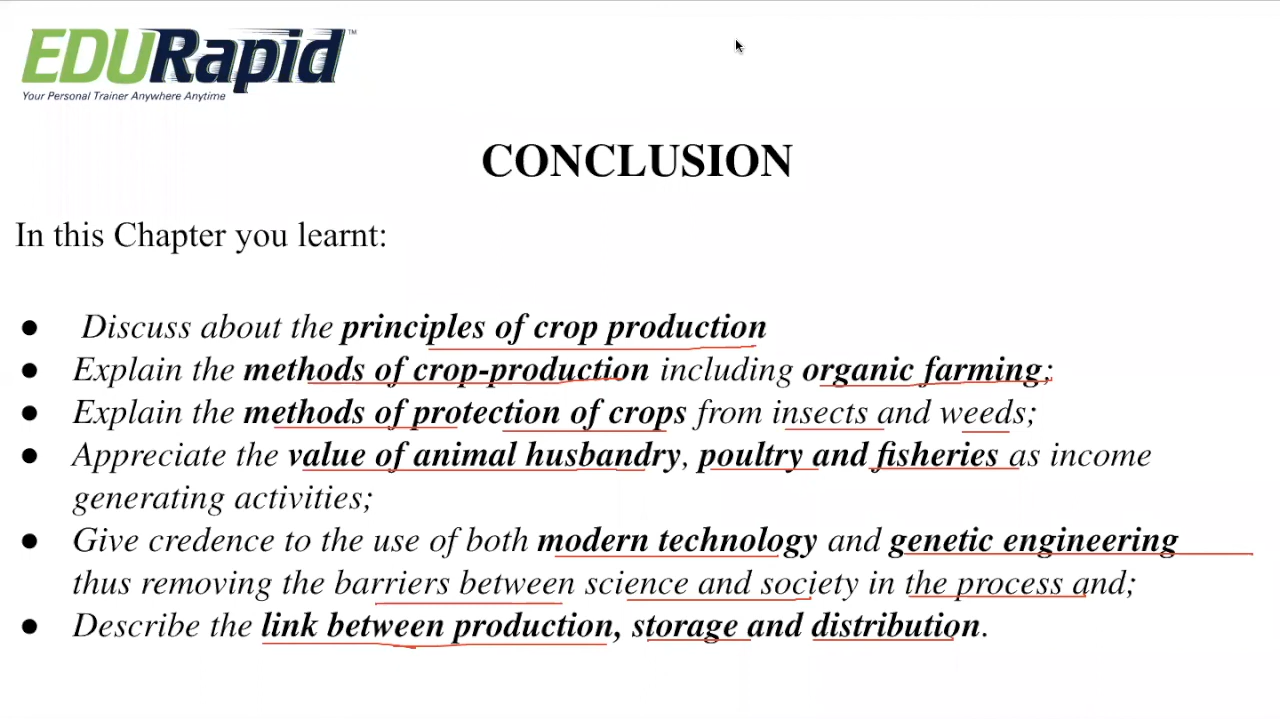 EDURapid™
Your Personal Trainer Anywhere Anytime
CONCLUSION
In this Chapter you learnt:
● Discuss about the principles of crop production
● Explain the methods of crop-production including organic farming;
● Explain the methods of protection of crops from insects and weeds;
● Appreciate the value of animal husbandry, poultry and fisheries as income
generating activities;
● Give credence to the use of both modern technology and genetic engineering
thus removing the barriers between science and society in the process and;
● Describe the link between production, storage and distribution.